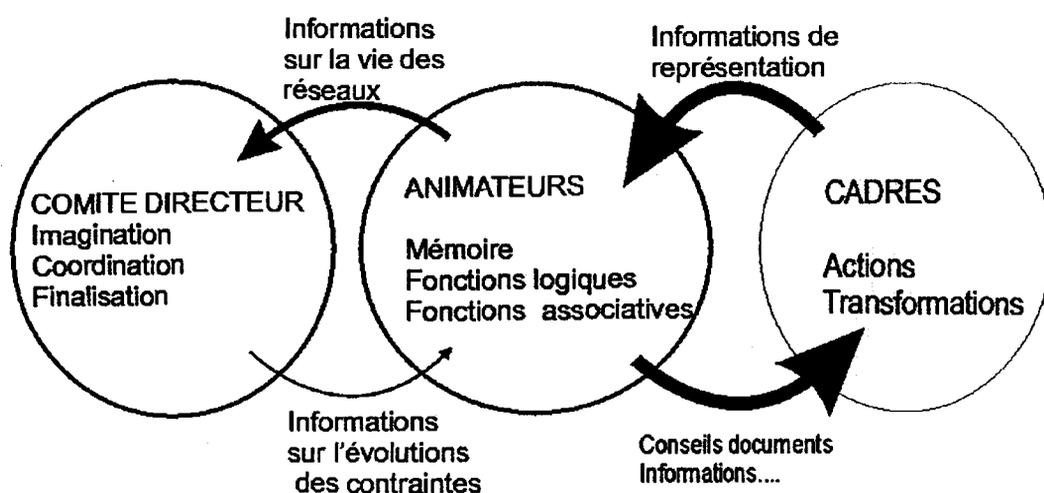 Informations
sur la vie des
réseaux
Informations de
représentation
COMITE DIRECTEUR
Imagination
Coordination
Finalisation
ANIMATEURS
Mémoire
Fonctions logiques
Fonctions associatives
CADRES
Actions
Transformations
Informations
sur l'évolutions
des contraintes
Conseils documents
Informations....